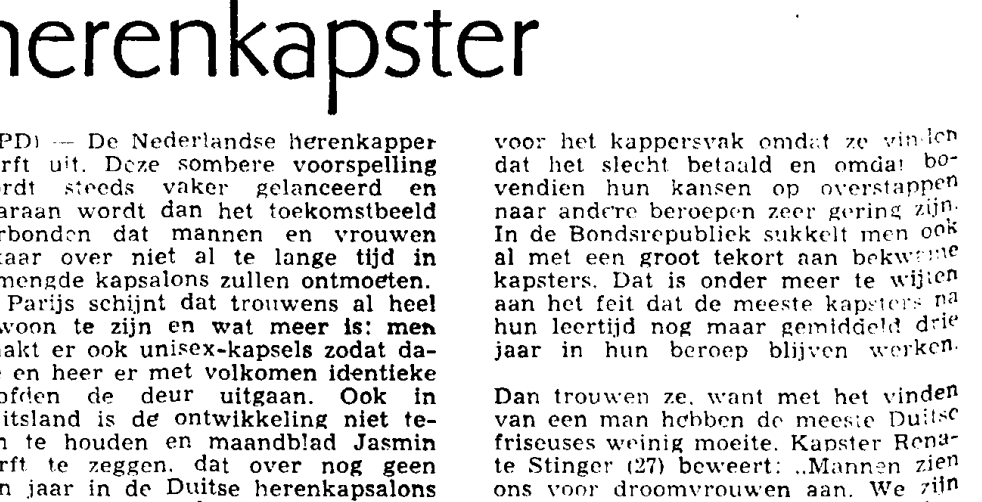 herenkapster
PD) — De Nederlandse herenkapper
rft uit. Deze sombere voorspelling
rdt steeds vaker gelanceerd en
araan wordt dan het toekomstbeeld
rbonden dat mannen en vrouwen
kaar over niet al te lange tijd in
mengde kapsalons zullen ontmoeten.
Parijs schijnt dat trouwens al heel
woon te zijn en wat meer is: men
akt er ook unisex-kapsels zodat da-
en heer er met volkomen identieke
ofden de deur uitgaan. Ook in
itsland is de ontwikkeling niet te-
n te houden en maandblad Jasmin
rft te zeggen. dat over nog geen
n jaar in de Duitse herenkapsalons
voor het kappersvak omdat ze vinden
dat het slecht betaald en omdat bo-
vendien hun kansen op overstappen
naar andere beroepen zeer gering zijn.
In de Bondsrepubliek sukkelt men ook
al met een groot tekort aan bekwame
kapsters. Dat is onder meer te wijten
aan het feit dat de meeste kapsters na
hun leertijd nog maar gemiddeld drie
jaar in hun beroep blijven werken.
Dan trouwen ze, want met het vinden
van een man hebben de meeste Duitse
friseuses weinig moeite. Kapster Rena-
te Stinger (27) beweert: „Mannen zien
ons voor droomvrouwen aan. We zijn